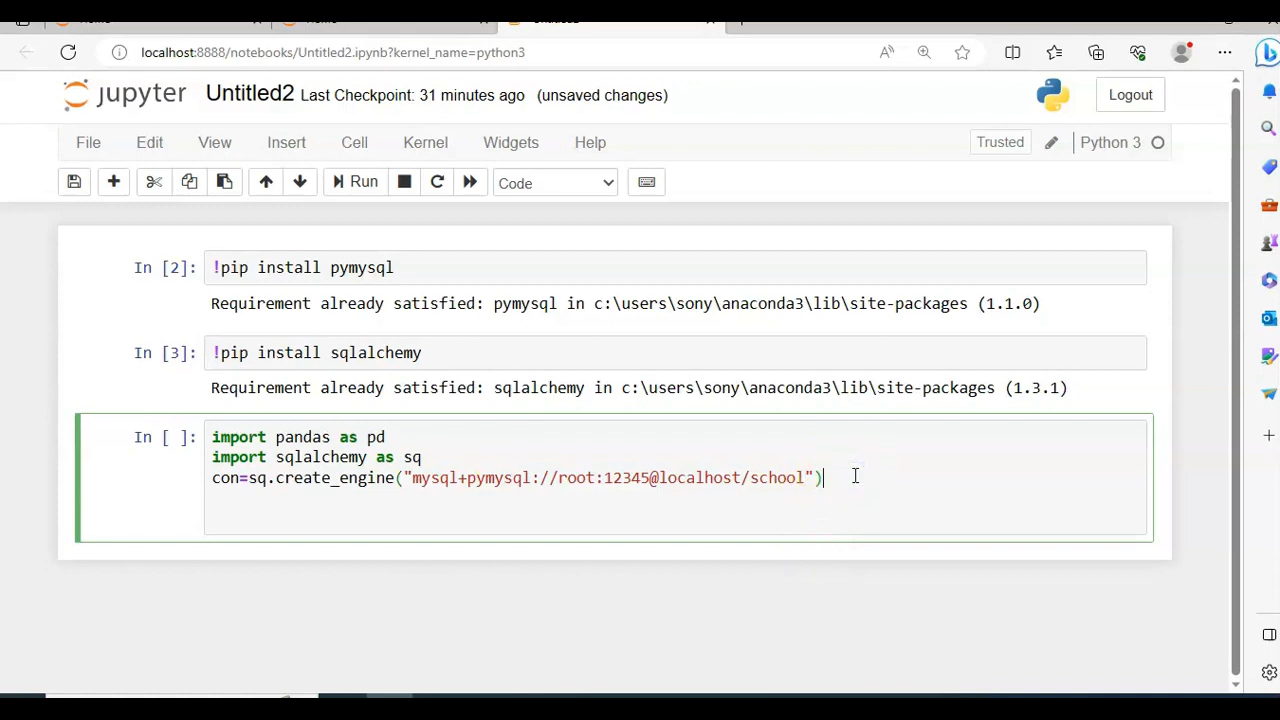 localhost:8888/notebooks/Untitled2.ipynb?kernel_name=python3
jupyter Untitled2 Last Checkpoint: 31 minutes ago (unsaved changes) Logout
File Edit View Insert Cell Kernel Widgets Help Trusted Python 3
Run Code
In [2]: !pip install pymysql
Requirement already satisfied: pymysql in c:\users\sony\anaconda3\lib\site-packages (1.1.0)
In [3]: !pip install sqlalchemy
Requirement already satisfied: sqlalchemy in c:\users\sony\anaconda3\lib\site-packages (1.3.1)
In [ ]: import pandas as pd
import sqlalchemy as sq
con=sq.create_engine("mysql+pymysql://root:12345@localhost/school")